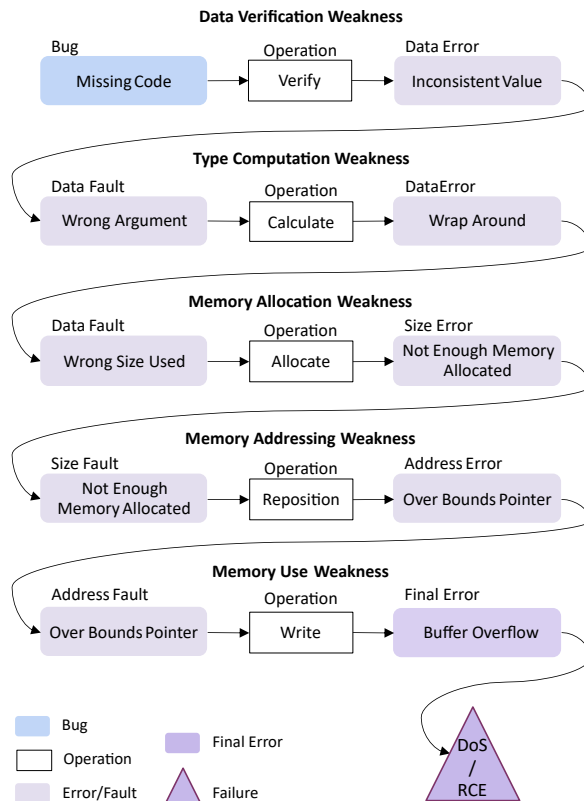 Data Verification Weakness
Bug
Operation
Data Error
Missing Code
Verify
Inconsistent Value
Type Computation Weakness
Data Fault
Operation
DataError
Wrong Argument
Calculate
Wrap Around
Memory Allocation Weakness
Data Fault
Operation
Size Error
Wrong Size Used
Allocate
Not Enough Memory
Allocated
Memory Addressing Weakness
Size Fault
Operation
Address Error
Not Enough
Memory Allocated
Reposition
Over Bounds Pointer
Memory Use Weakness
Address Fault
Operation
Final Error
Over Bounds Pointer
Write
Buffer Overflow
Bug
Operation
Error/Fault
Final Error
Failure
DoS
/
RCE